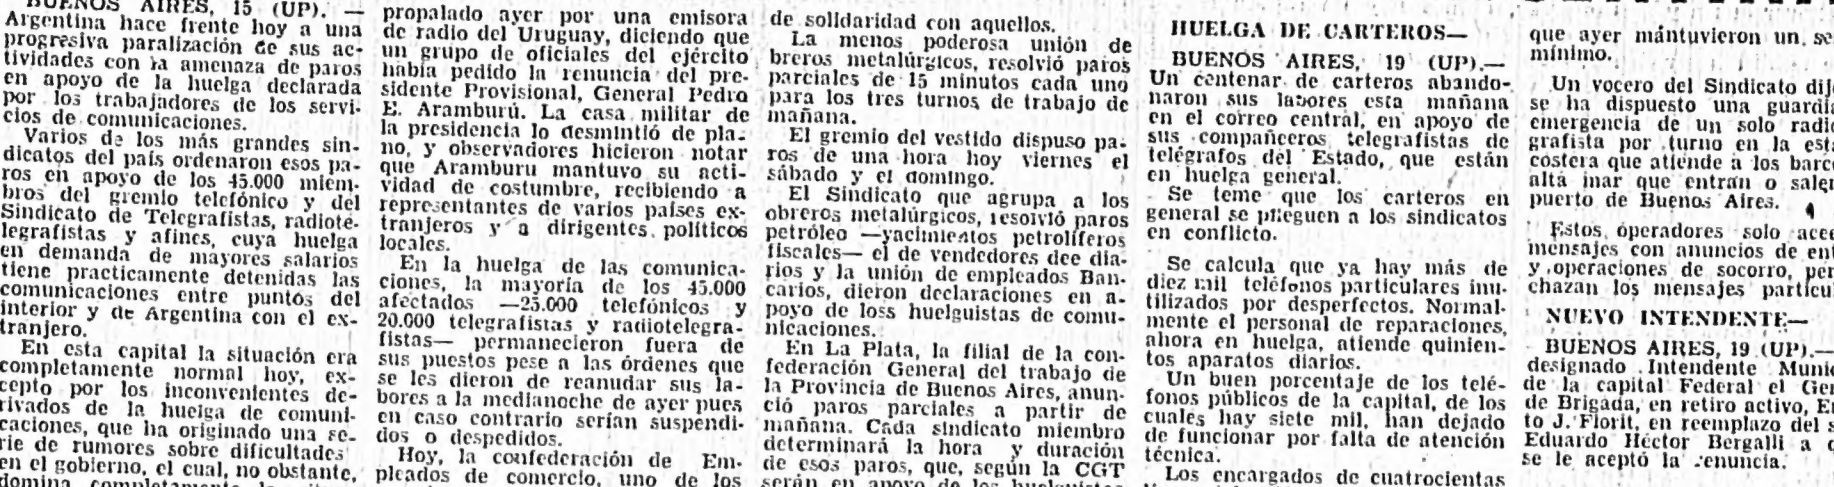 BUENOS AIRES, 15 (UP). —
Argentina hace frente hoy a una
progresiva paralización de sus ac-
tividades con la amenaza de paros
en apoyo de la huelga declarada
por los trabajadores de los servi-
cios de comunicaciones.
Varios de los más grandes sin-
dicatos del país ordenaron esos pa-
ros en apoyo de los 45.000 miem-
bros del gremio telefónico y del
Sindicato de Telegrafistas, radiote-
legrafistas y afines, cuya huelga
en demanda de mayores salarios
tiene practicamente detenidas las
comunicaciones entre puntos del
interior y de Argentina con el ex-
tranjero.
En esta capital la situación era
completamente normal hoy, ex-
cepto por los inconvenientes de-
rivados de la huelga de comuni-
caciones, que ha originado una se-
rie de rumores sobre dificultades
en el gobierno, el cual, no obstante,
domina completamente la
propalado ayer por una emisora
de radio del Uruguay, diciendo que
un grupo de oficiales del ejército
había pedido la renuncia del pre-
sidente Provisional, General Pedro
E. Aramburú. La casa militar de
la presidencia lo desmintió de pla-
no, y observadores hicieron notar
que Aramburu mantuvo su acti-
vidad de costumbre, recibiendo a
representantes de varios países ex-
tranjeros y a dirigentes políticos
locales.
En la huelga de las comunica-
ciones, la mayoría de los 45.000
afectados —25.000 telefónicos y
20.000 telegrafistas y radiotelegra-
fistas— permanecieron fuera de
sus puestos pese a las órdenes que
se les dieron de reanudar sus la-
bores a la medianoche de ayer pues
en caso contrario serían suspendi-
dos o despedidos.
Hoy, la confederación de Em-
pleados de comercio, uno de los
de solidaridad con aquellos.
La menos poderosa unión de
breros metalúrgicos, resolvió paros
parciales de 15 minutos cada uno
para los tres turnos de trabajo de
mañana.
El gremio del vestido dispuso pa-
ros de una hora hoy viernes el
sábado y el domingo.
El Sindicato que agrupa a los
obreros metalúrgicos, resolvió paros
petróleo —yacimientos petrolíferos
fiscales— el de vendedores dee dia-
rios y la unión de empleados Ban-
carios, dieron declaraciones en a-
poyo de loss huelguistas de comu-
nicaciones.
En La Plata, la filial de la con-
federación General del trabajo de
la Provincia de Buenos Aires, anun-
ció paros parciales a partir de
mañana. Cada sindicato miembro
determinará la hora y duración
de esos paros, que, según la CGT
serán en apoyo de los huelguistas
HUELGA DE CARTEROS—
BUENOS AIRES, 19 (UP).—
Un centenar de carteros abando-
naron sus labores esta mañana
en el correo central, en apoyo de
sus compañeros telegrafistas de
telégrafos del Estado, que están
en huelga general.
Se teme que los carteros en
general se plieguen a los sindicatos
en conflicto.
Se calcula que ya hay más de
diez mil teléfonos particulares inu-
tilizados por desperfectos. Normal-
mente el personal de reparaciones,
ahora en huelga, atiende quinien-
tos aparatos diarios.
Un buen porcentaje de los telé-
fonos públicos de la capital, de los
cuales hay siete mil, han dejado
de funcionar por falta de atención
técnica.
Los encargados de cuatrocientas
que ayer mantuvieron un se
mínimo.
Un vocero del Sindicato dij
se ha dispuesto una guardia
emergencia de un solo radio
grafista por turno en la esta
costera que atiende a los barc
alta mar que entran o salen
puerto de Buenos Aires.
Estos operadores solo ace
mensajes con anuncios de ent
y operaciones de socorro, per
chazan los mensajes particul
NUEVO INTENDENTE—
BUENOS AIRES, 19 (UP).—
designado Intendente Munic
de la capital Federal el Gen
de Brigada, en retiro activo, Er
to J. Florit, en reemplazo del s
Eduardo Héctor Bergalli a q
se le aceptó la renuncia.